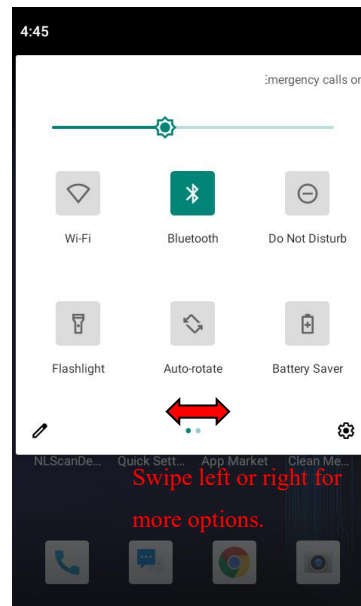 4:45
Emergency calls or
Wi-Fi
Bluetooth
Do Not Disturb
Flashlight
Auto-rotate
Battery Saver
NLScanDe... Quick Sett... App Market Clean Me...
Swipe left or right for
more options.